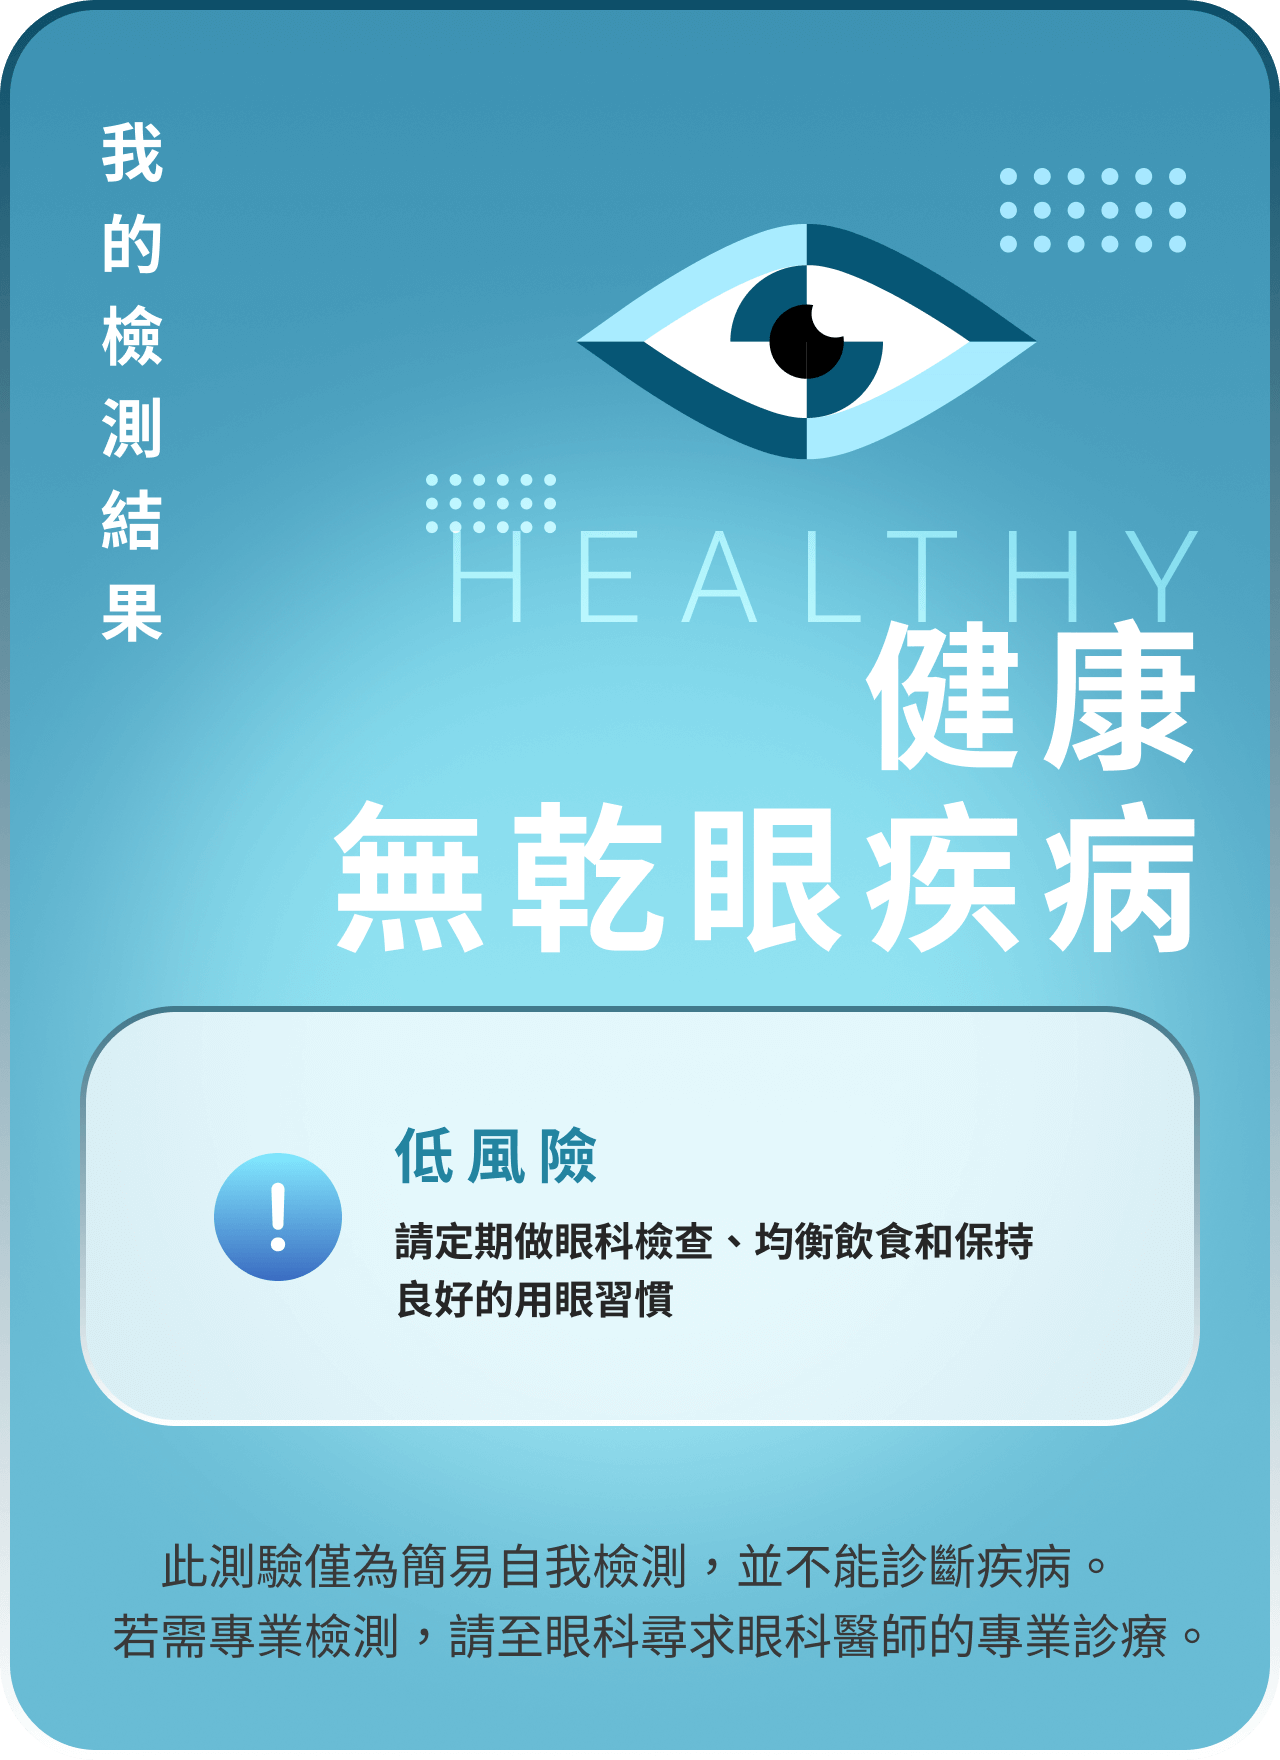 我的檢測結果
HEALTHY
健康
無乾眼疾病
低風險
請定期做眼科檢查、均衡飲食和保持
良好的用眼習慣
此測驗僅為簡易自我檢測，並不能診斷疾病。
若需專業檢測，請至眼科尋求眼科醫師的專業診療。